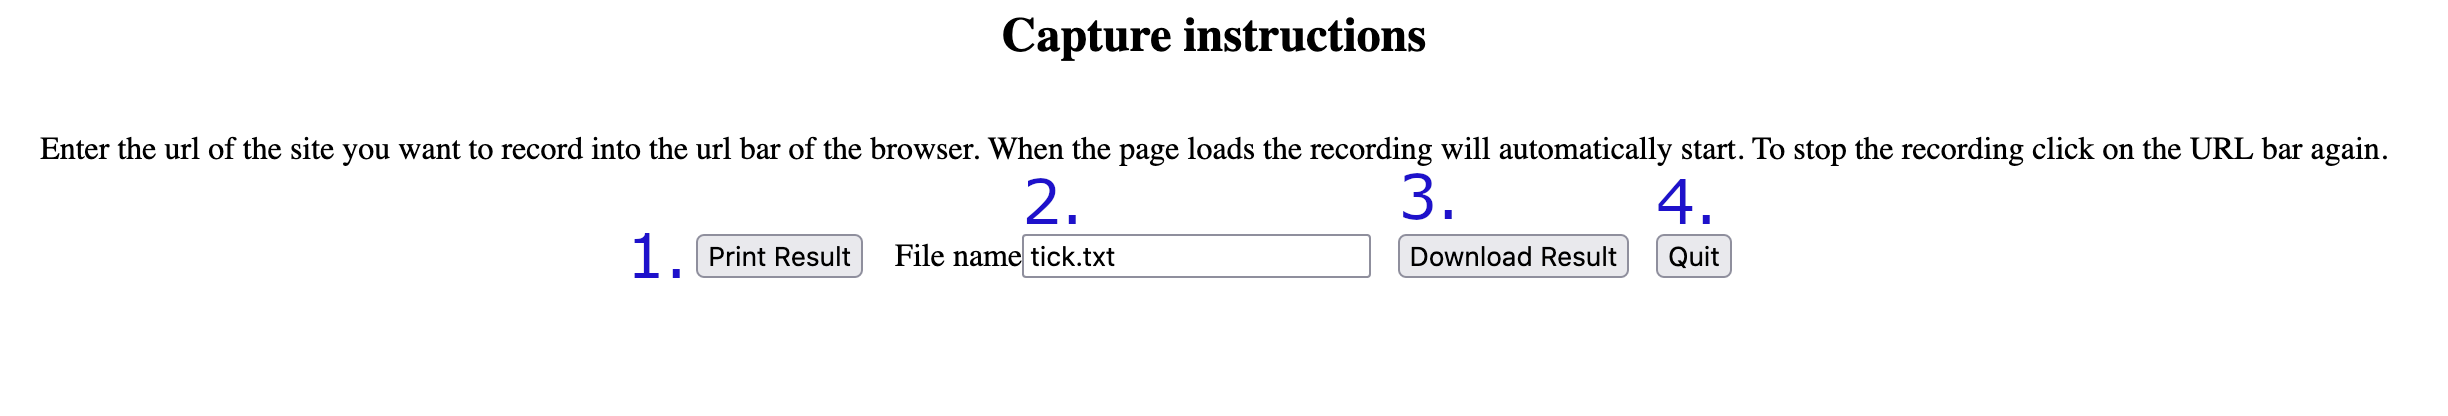 Capture instructions
Enter the url of the site you want to record into the url bar of the browser. When the page loads the recording will automatically start. To stop the recording click on the URL bar again.
2. 3. 4.
1. Print Result File name tick.txt Download Result Quit